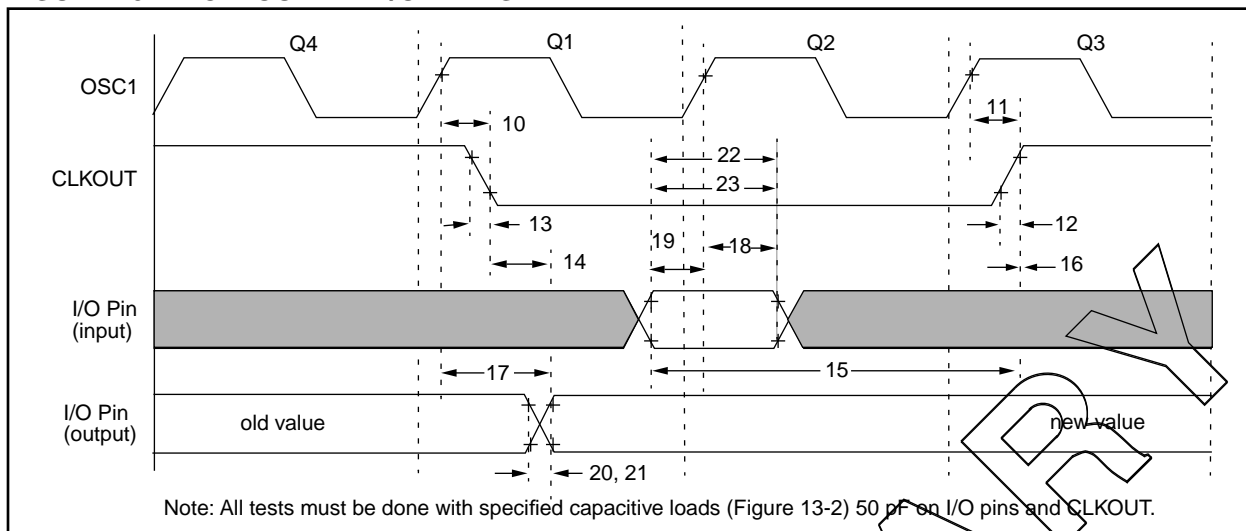 Q4 Q1 Q2 Q3
OSC1
10
11
22
CLKOUT
23
13
12
19
18
14
16
I/O Pin
(input)
17
15
I/O Pin
(output)
old value
new value
20, 21
Note: All tests must be done with specified capacitive loads (Figure 13-2) 50 pF on I/O pins and CLKOUT.
R Y